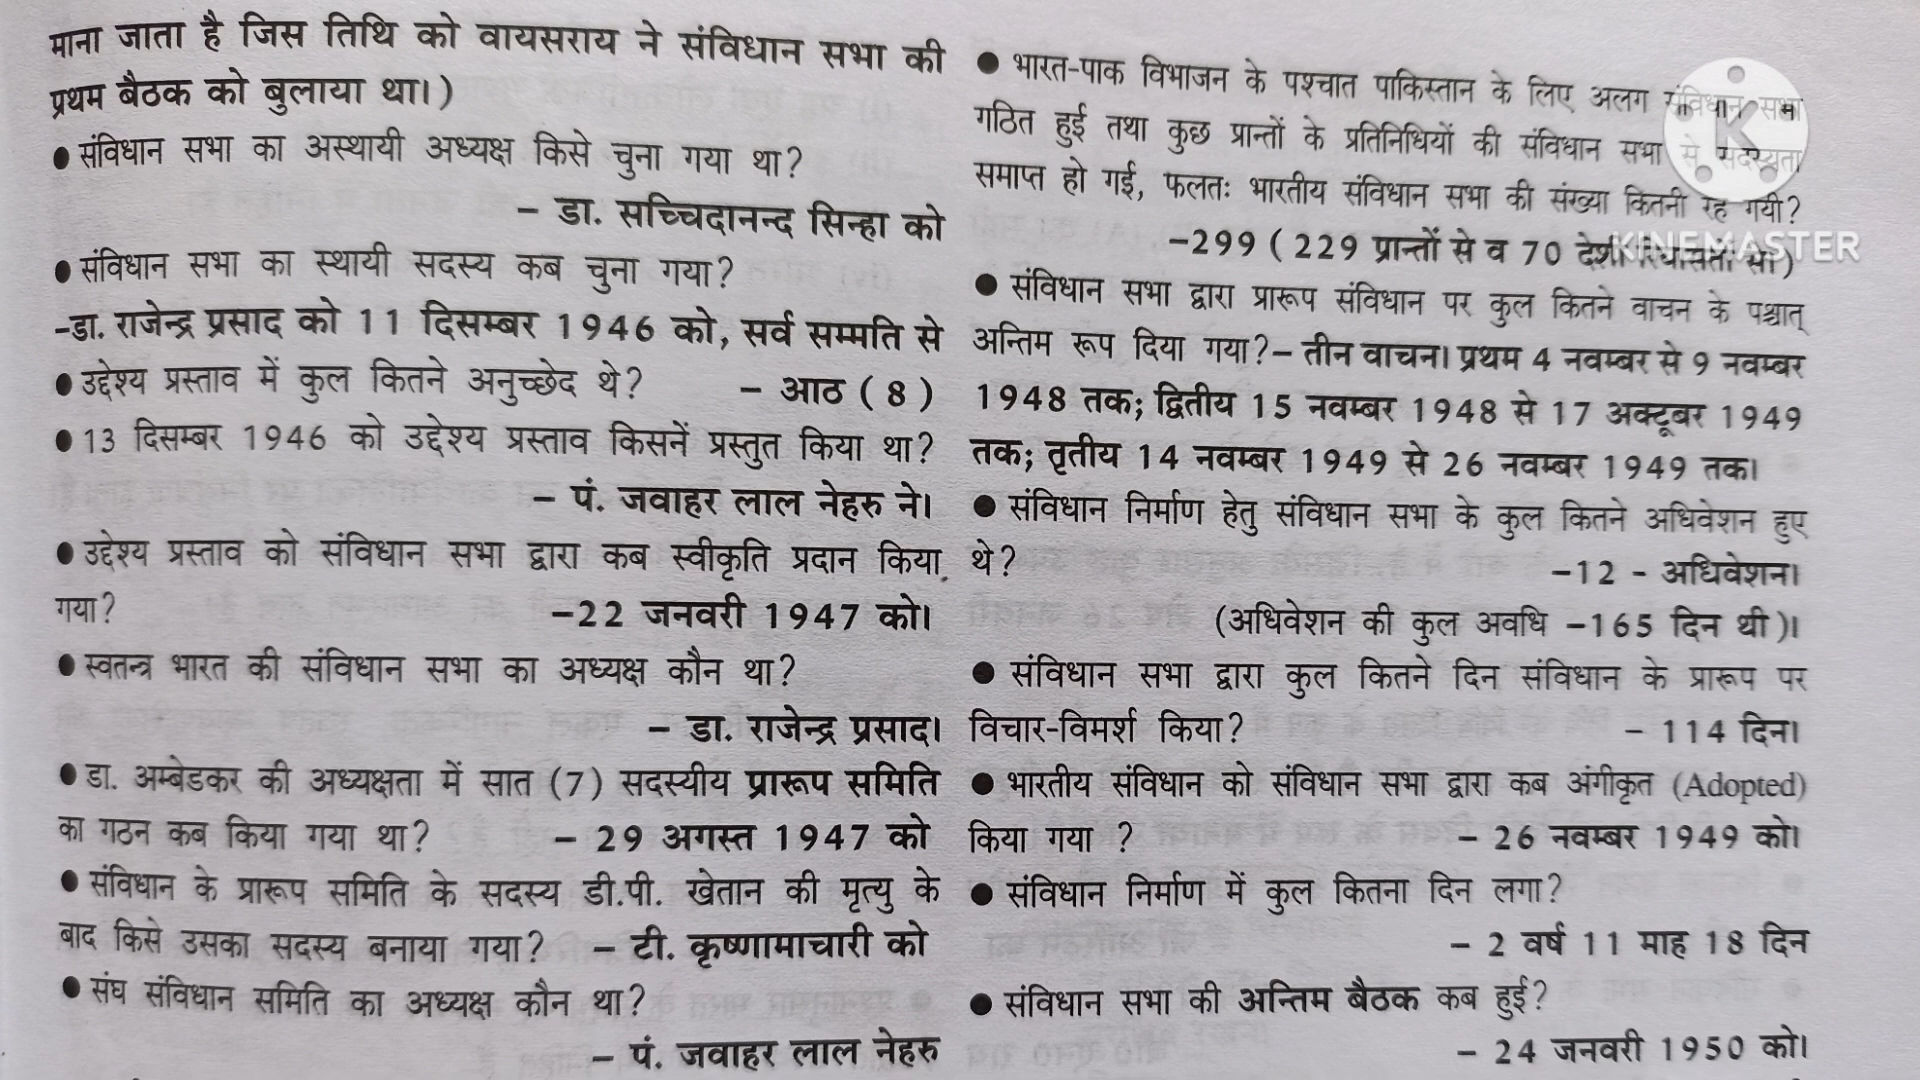 माना जाता है जिस तिथि को वायसराय ने संविधान सभा की
प्रथम बैठक को बुलाया था।)
● संविधान सभा का अस्थायी अध्यक्ष किसे चुना गया था?
– डा. सच्चिदानन्द सिन्हा को
● संविधान सभा का स्थायी सदस्य कब चुना गया?
-डा. राजेन्द्र प्रसाद को 11 दिसम्बर 1946 को, सर्व सम्मति से
● उद्देश्य प्रस्ताव में कुल कितने अनुच्छेद थे? – आठ ( 8 )
● 13 दिसम्बर 1946 को उद्देश्य प्रस्ताव किसनें प्रस्तुत किया था?
– पं. जवाहर लाल नेहरु ने।
● उद्देश्य प्रस्ताव को संविधान सभा द्वारा कब स्वीकृति प्रदान किया
गया? -22 जनवरी 1947 को।
● स्वतन्त्र भारत की संविधान सभा का अध्यक्ष कौन था?
– डा. राजेन्द्र प्रसाद।
● डा. अम्बेडकर की अध्यक्षता में सात (7) सदस्यीय प्रारूप समिति
का गठन कब किया गया था? – 29 अगस्त 1947 को
● संविधान के प्रारूप समिति के सदस्य डी.पी. खेतान की मृत्यु के
बाद किसे उसका सदस्य बनाया गया? – टी. कृष्णामाचारी को
● संघ संविधान समिति का अध्यक्ष कौन था?
– पं. जवाहर लाल नेहरु
● भारत-पाक विभाजन के पश्चात पाकिस्तान के लिए अलग संविधान सभा
गठित हुई तथा कुछ प्रान्तों के प्रतिनिधियों की संविधान सभा से सदस्यता
समाप्त हो गई, फलतः भारतीय संविधान सभा की संख्या कितनी रह गयी?
-299 ( 229 प्रान्तों से व 70 देशी रियासतों से)
KINEMASTER
● संविधान सभा द्वारा प्रारूप संविधान पर कुल कितने वाचन के पश्चात्
अन्तिम रूप दिया गया?– तीन वाचन। प्रथम 4 नवम्बर से 9 नवम्बर
1948 तक; द्वितीय 15 नवम्बर 1948 से 17 अक्टूबर 1949
तक; तृतीय 14 नवम्बर 1949 से 26 नवम्बर 1949 तक।
● संविधान निर्माण हेतु संविधान सभा के कुल कितने अधिवेशन हुए
थे? -12 - अधिवेशन।
(अधिवेशन की कुल अवधि -165 दिन थी)।
● संविधान सभा द्वारा कुल कितने दिन संविधान के प्रारूप पर
विचार-विमर्श किया? – 114 दिन।
● भारतीय संविधान को संविधान सभा द्वारा कब अंगीकृत (Adopted)
किया गया ? – 26 नवम्बर 1949 को।
● संविधान निर्माण में कुल कितना दिन लगा?
– 2 वर्ष 11 माह 18 दिन
● संविधान सभा की अन्तिम बैठक कब हुई?
– 24 जनवरी 1950 को।